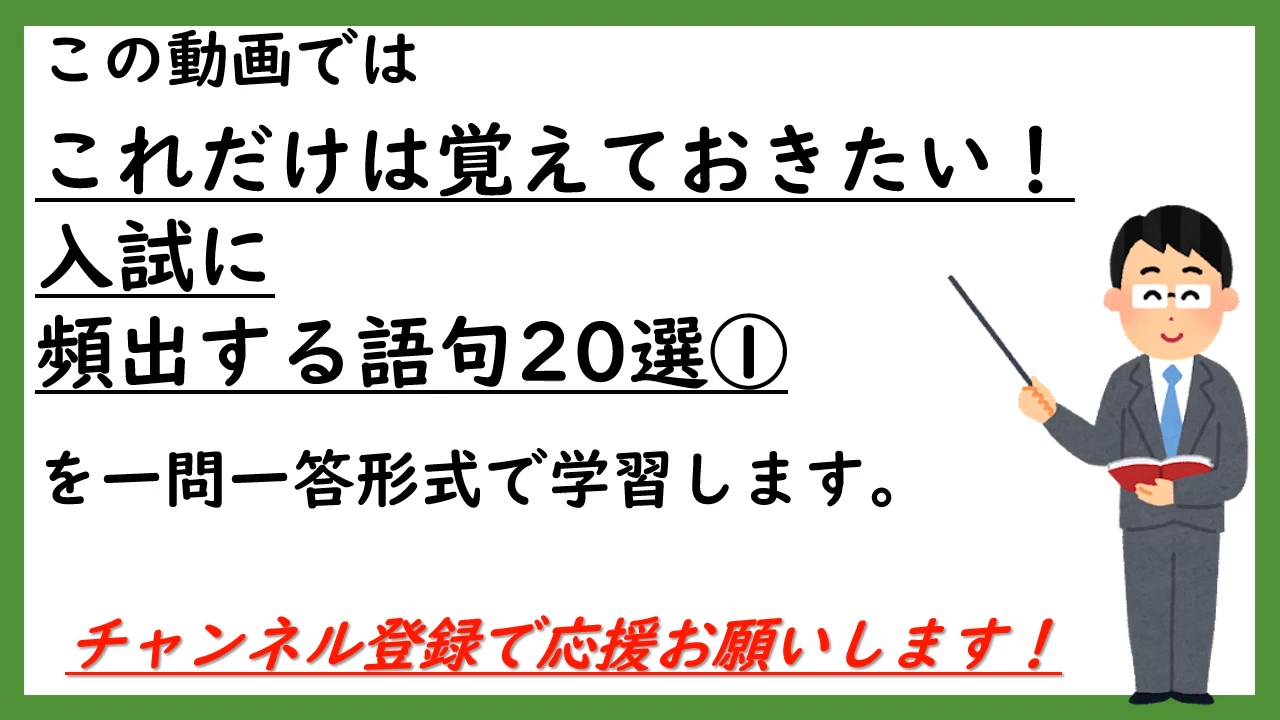 この動画では
これだけは覚えておきたい！
入試に
頻出する語句20選①
を一問一答形式で学習します。
チャンネル登録で応援お願いします！